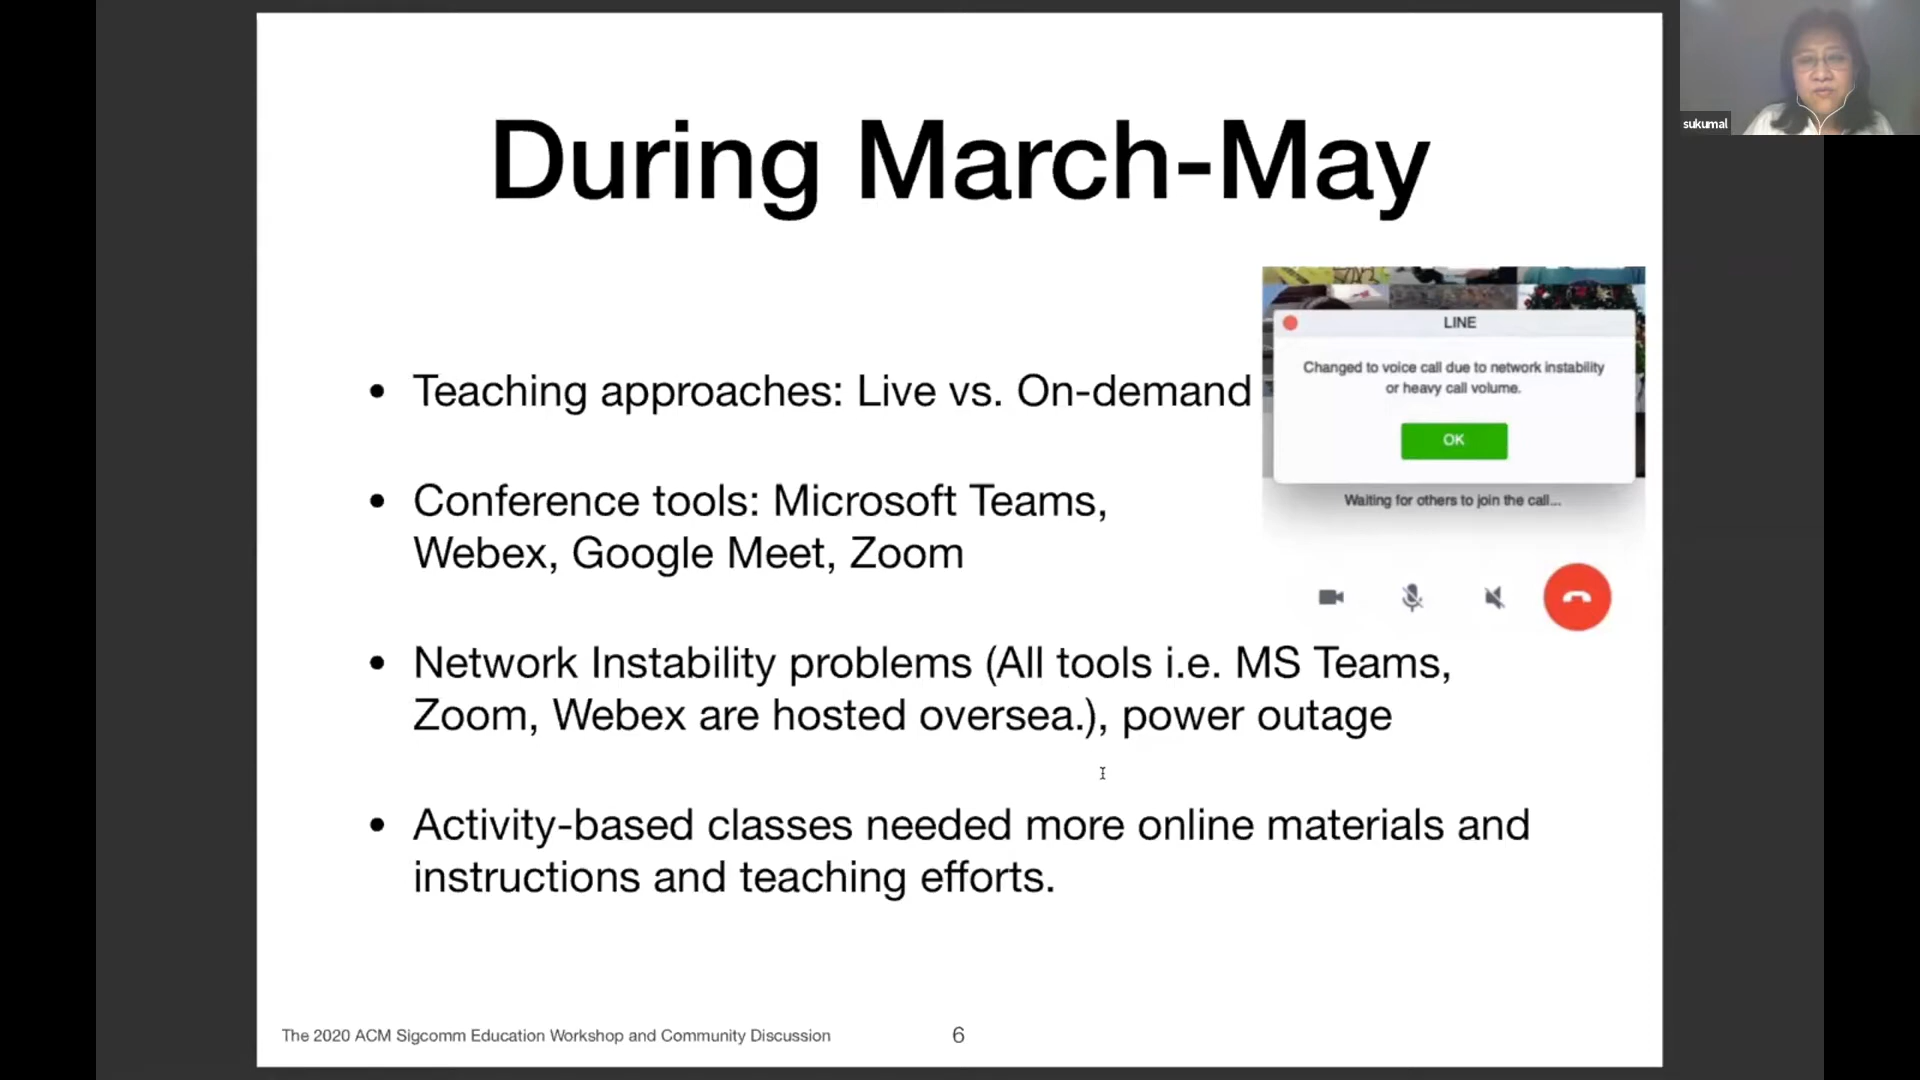 During March-May
sukumal
• Teaching approaches: Live vs. On-demand
LINE
Changed to voice call due to network instability
or heavy call volume.
OK
Waiting for others to join the call...
• Conference tools: Microsoft Teams,
Webex, Google Meet, Zoom
• Network Instability problems (All tools i.e. MS Teams,
Zoom, Webex are hosted oversea.), power outage
• Activity-based classes needed more online materials and
instructions and teaching efforts.
The 2020 ACM Sigcomm Education Workshop and Community Discussion
6